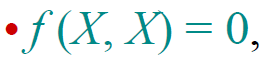 • f (X, X) = 0,